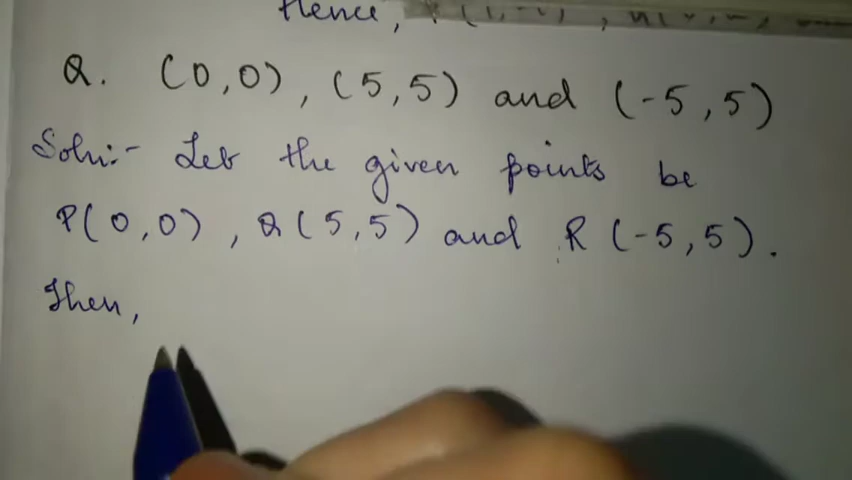 Hence,
Q. (0,0), (5,5) and (-5,5)
Soln:- Let the given points be
P(0,0), Q(5,5) and R(-5,5).
Then,